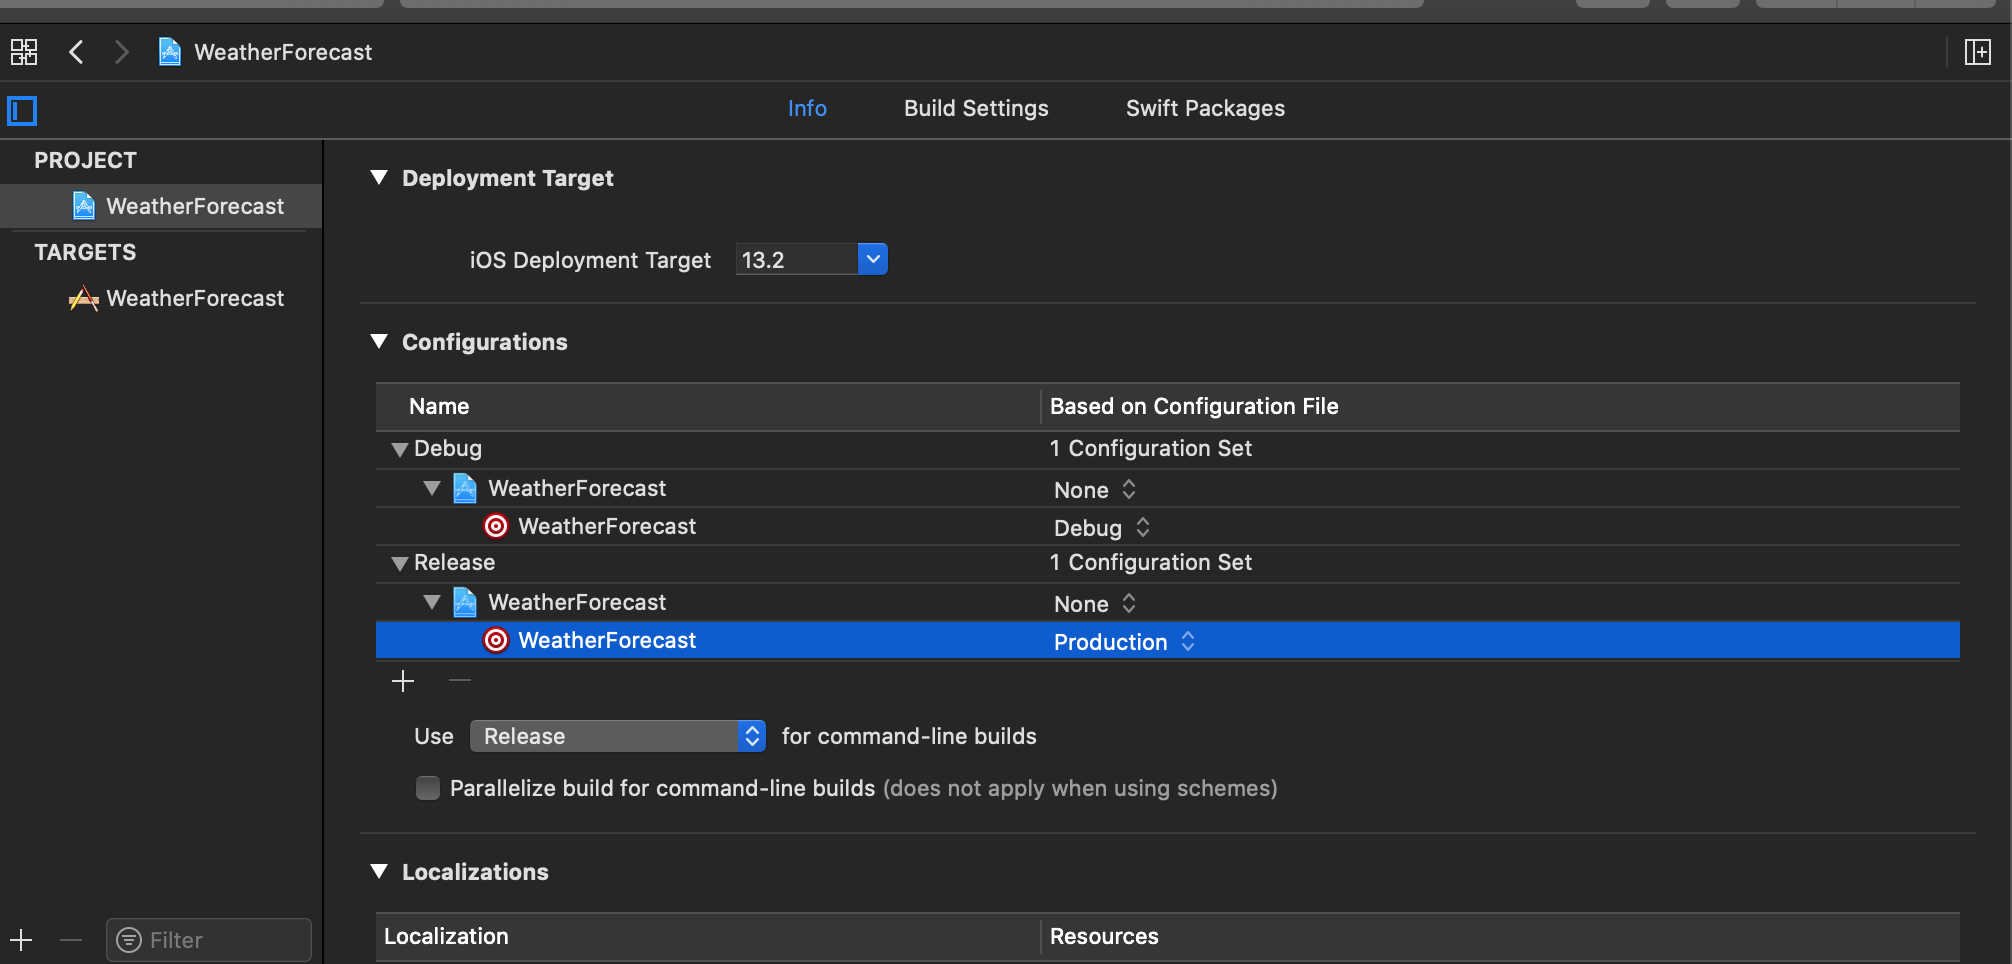 WeatherForecast
Info Build Settings Swift Packages
PROJECT
WeatherForecast
TARGETS
WeatherForecast
Deployment Target
iOS Deployment Target 13.2
Configurations
Name Based on Configuration File
Debug 1 Configuration Set
WeatherForecast None
WeatherForecast Debug
Release 1 Configuration Set
WeatherForecast None
WeatherForecast Production
Use Release for command-line builds
Parallelize build for command-line builds (does not apply when using schemes)
Localizations
Localization Resources
Filter